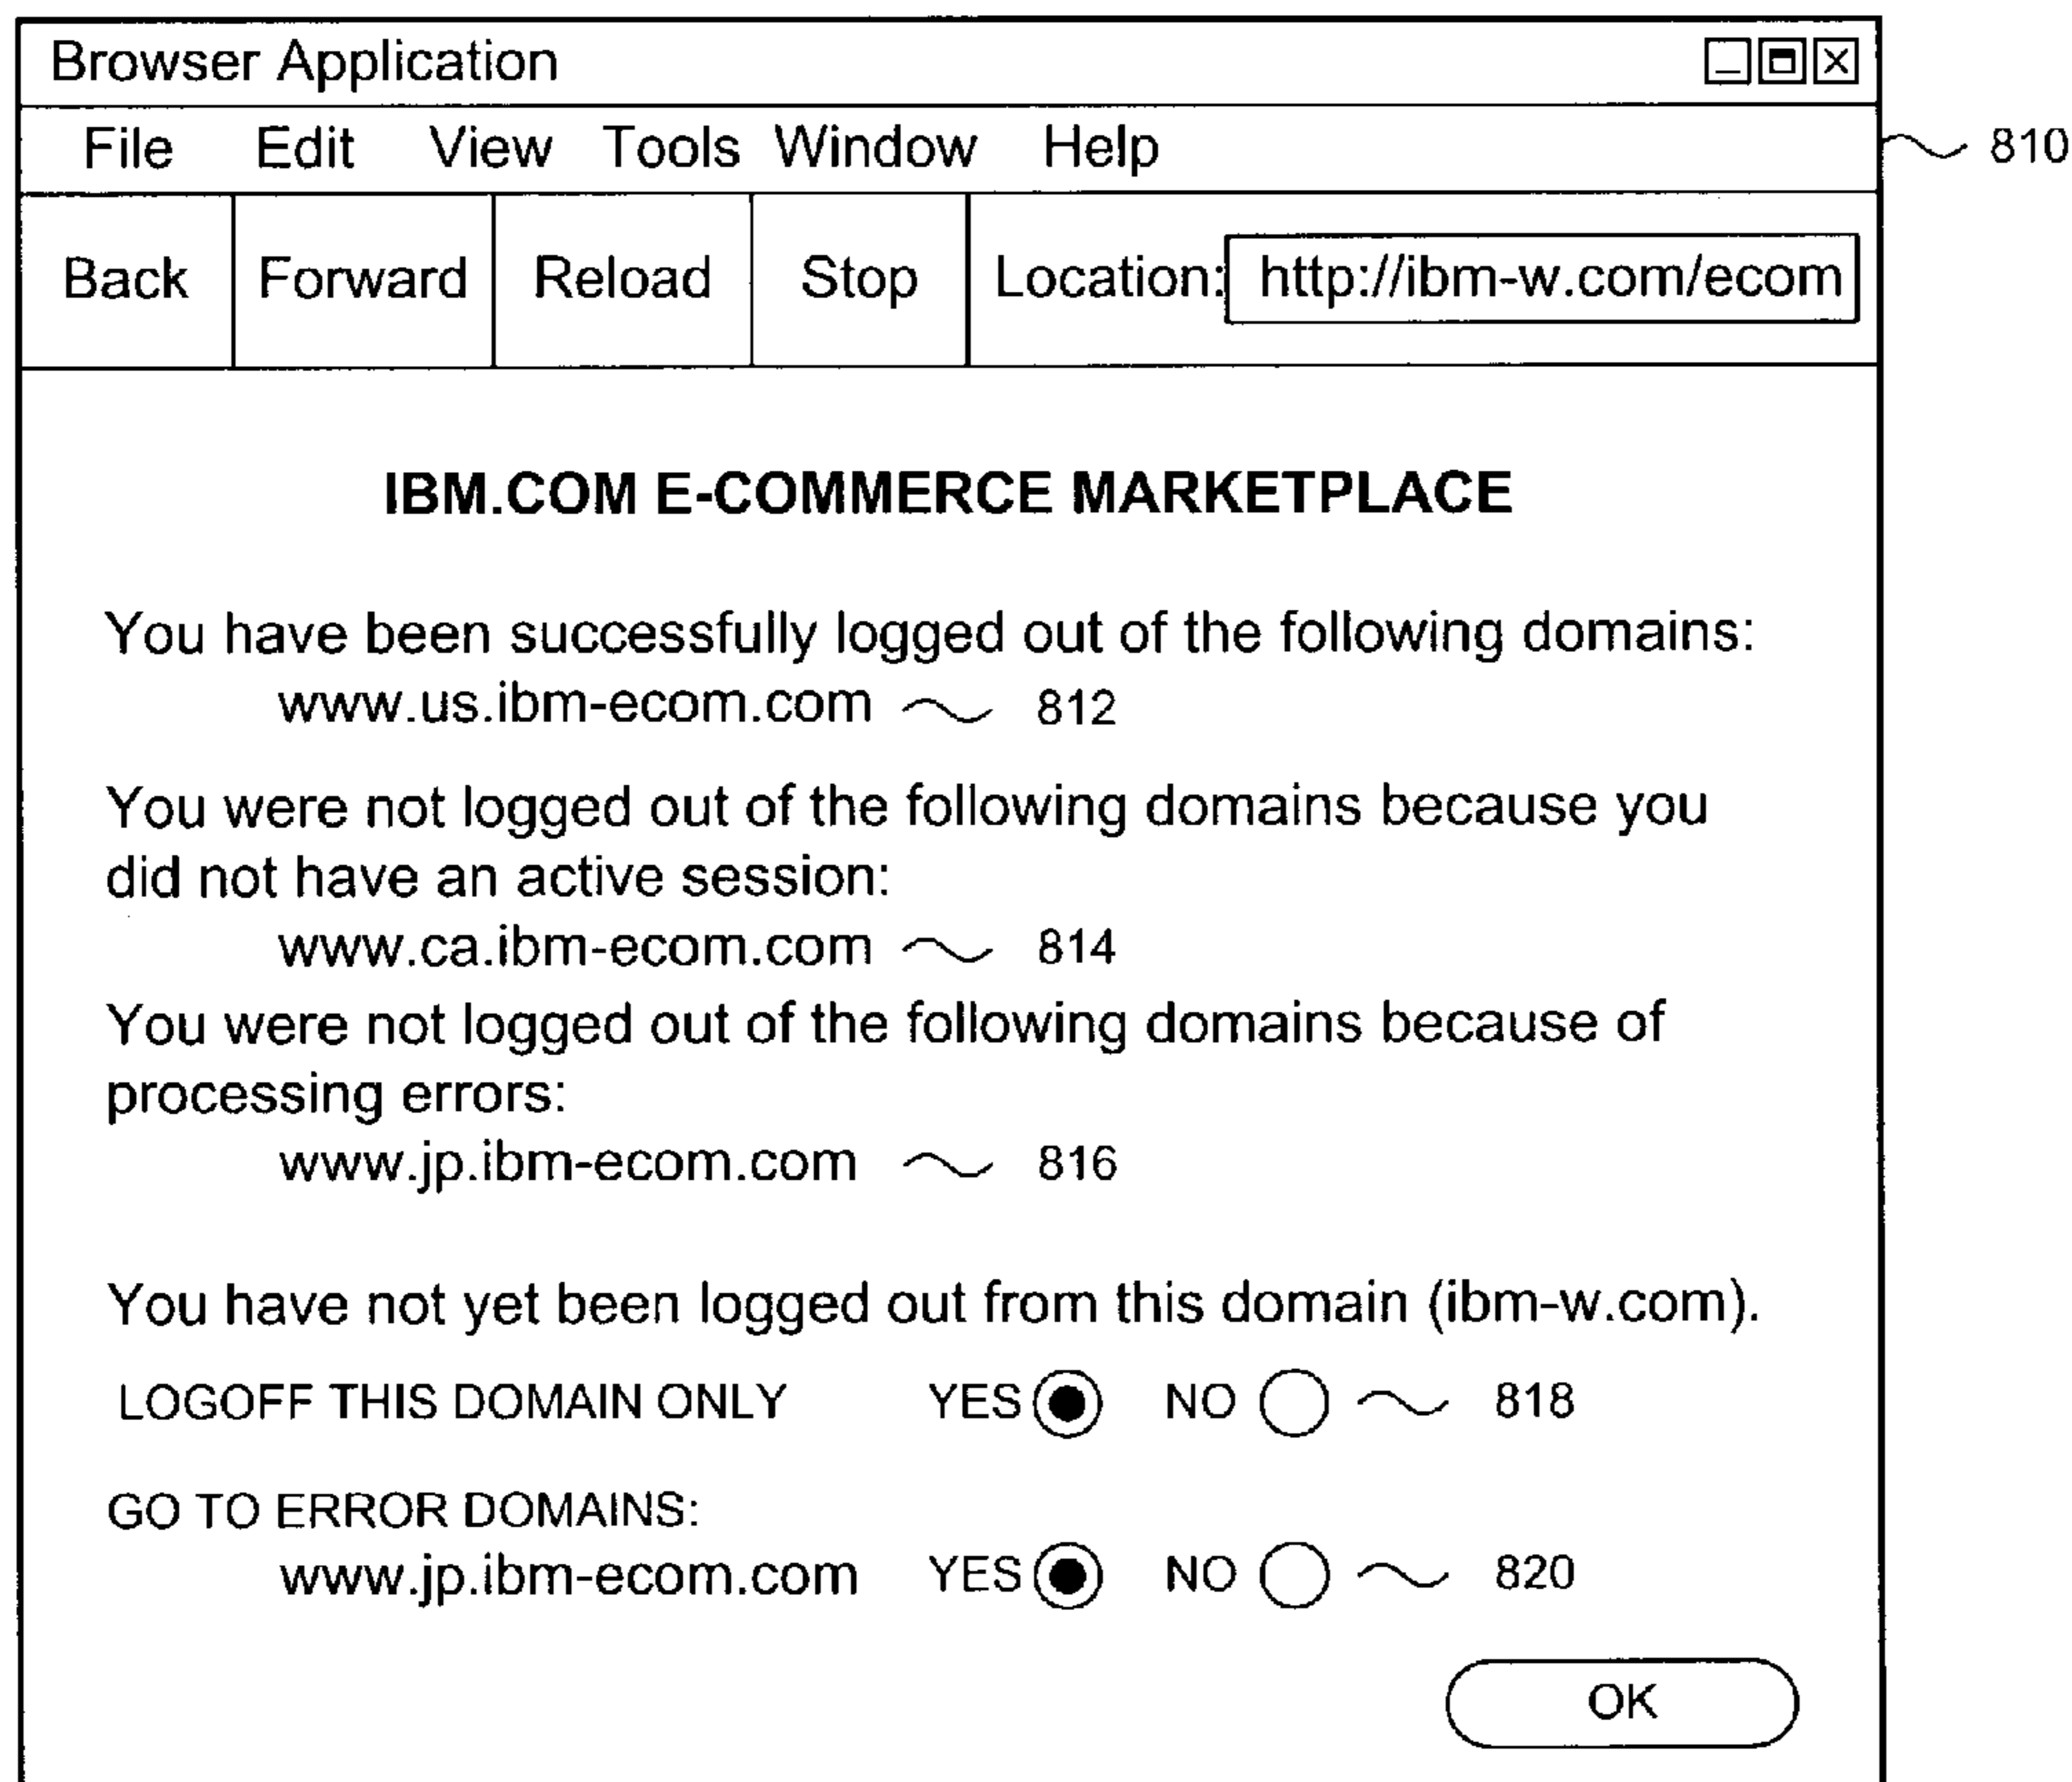 Browser Application
File Edit View Tools Window Help
810
Back Forward Reload Stop Location: http://ibm-w.com/ecom
IBM.COM E-COMMERCE MARKETPLACE
You have been successfully logged out of the following domains:
www.us.ibm-ecom.com 812
You were not logged out of the following domains because you
did not have an active session:
www.ca.ibm-ecom.com 814
You were not logged out of the following domains because of
processing errors:
www.jp.ibm-ecom.com 816
You have not yet been logged out from this domain (ibm-w.com).
LOGOFF THIS DOMAIN ONLY YES NO 818
GO TO ERROR DOMAINS:
www.jp.ibm-ecom.com YES NO 820
OK